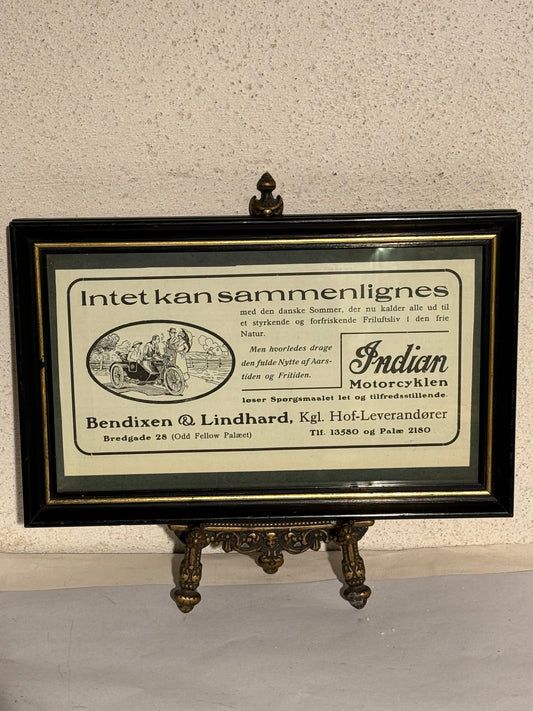 Intet kan sammenlignes
med den danske Sommer, der nu kalder alle ud til
et styrkende og forfriskende Friluftsliv i den frie
Natur.
Men hvorledes drage
den fulde Nytte af Aars-
tiden og Fritiden.
Indian
Motorcyklen
løser Spørgsmaalet let og tilfredsstillende.
Bendixen & Lindhard, Kgl. Hof-Leverandører
Bredgade 28 (Odd Fellow Palæet)
Tlf. 13580 og Palæ 2180